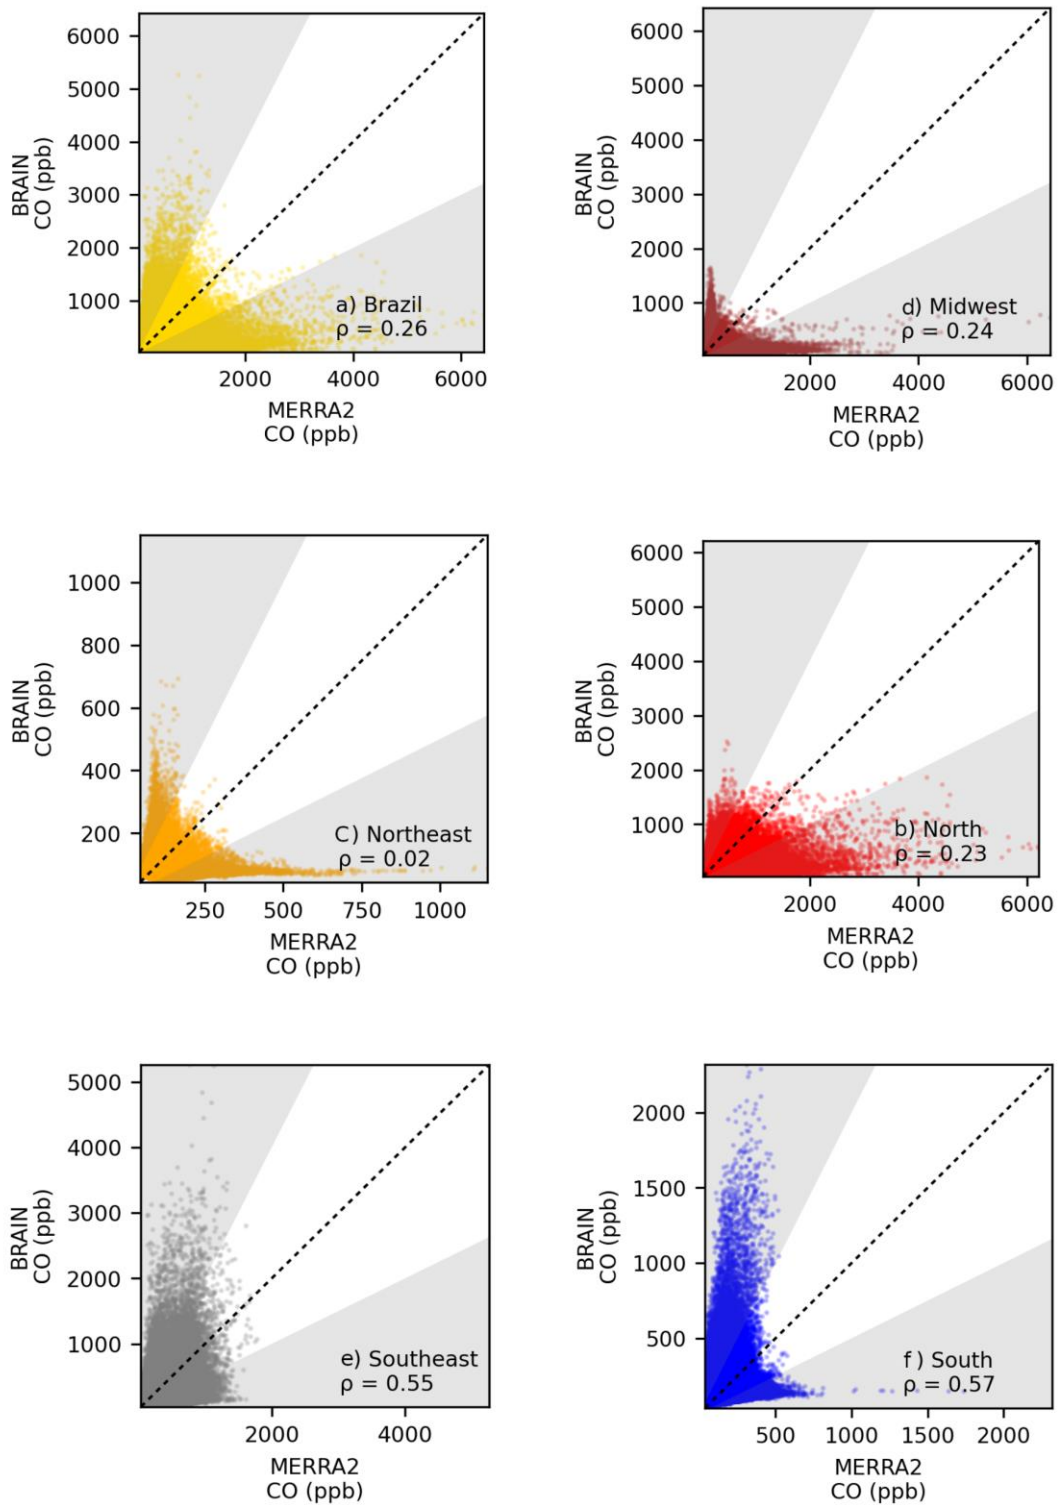 6000
5000
4000
3000
2000
1000
BRAIN
CO (ppb)
a) Brazil
ρ = 0.26
2000
4000
6000
MERRA2
CO (ppb)
6000
5000
4000
3000
2000
1000
BRAIN
CO (ppb)
d) Midwest
ρ = 0.24
2000
4000
6000
MERRA2
CO (ppb)
1000
800
600
400
200
BRAIN
CO (ppb)
C) Northeast
ρ = 0.02
250
500
750
1000
MERRA2
CO (ppb)
6000
5000
4000
3000
2000
1000
BRAIN
CO (ppb)
b) North
ρ = 0.23
2000
4000
6000
MERRA2
CO (ppb)
5000
4000
3000
2000
1000
BRAIN
CO (ppb)
e) Southeast
ρ = 0.55
2000
4000
MERRA2
CO (ppb)
2000
1500
1000
500
BRAIN
CO (ppb)
f ) South
ρ = 0.57
500
1000
1500
2000
MERRA2
CO (ppb)